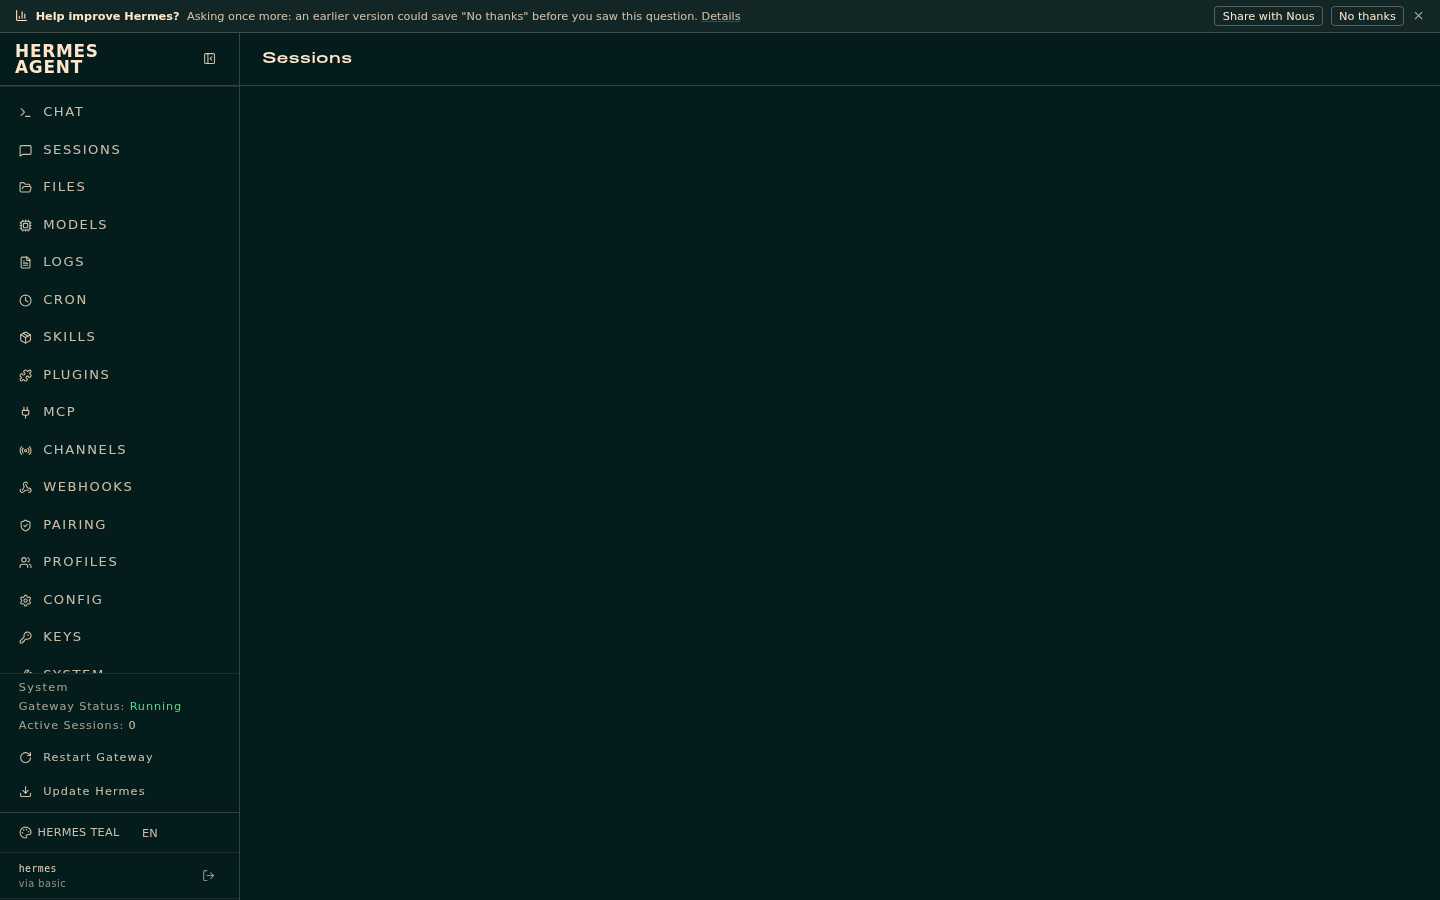 Help improve Hermes? Asking once more: an earlier version could save "No thanks" before you saw this question. Details
Share with Nous
No thanks
HERMES
AGENT
Sessions
CHAT
SESSIONS
FILES
MODELS
LOGS
CRON
SKILLS
PLUGINS
MCP
CHANNELS
WEBHOOKS
PAIRING
PROFILES
CONFIG
KEYS
SYSTEM
System
Gateway Status: Running
Active Sessions: 0
Restart Gateway
Update Hermes
HERMES TEAL EN
hermes
via basic